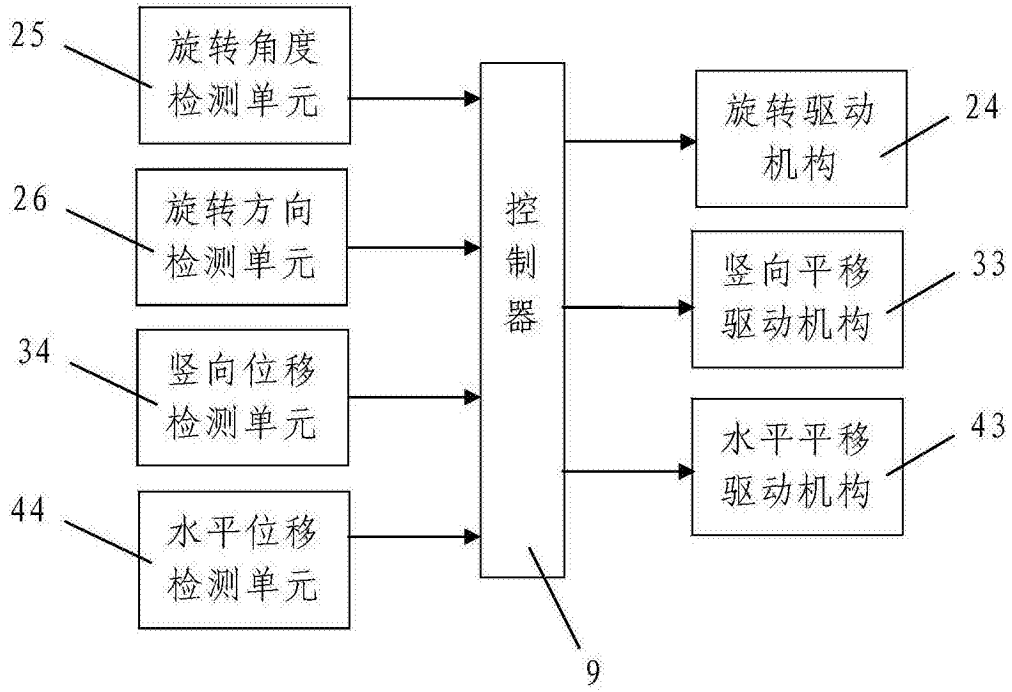 25
旋转角度
检测单元
26
旋转方向
检测单元
34
竖向位移
检测单元
44
水平位移
检测单元
控
制
器
9
旋转驱动
机构
24
竖向平移
驱动机构
33
水平平移
驱动机构
43